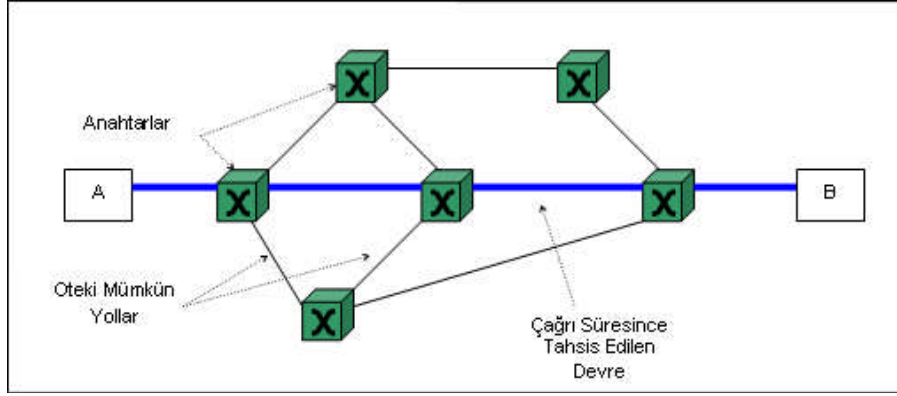 Anahtarlar
A
B
Oteki Mümkün
Yollar
Çağrı Süresince
Tahsis Edilen
Devre